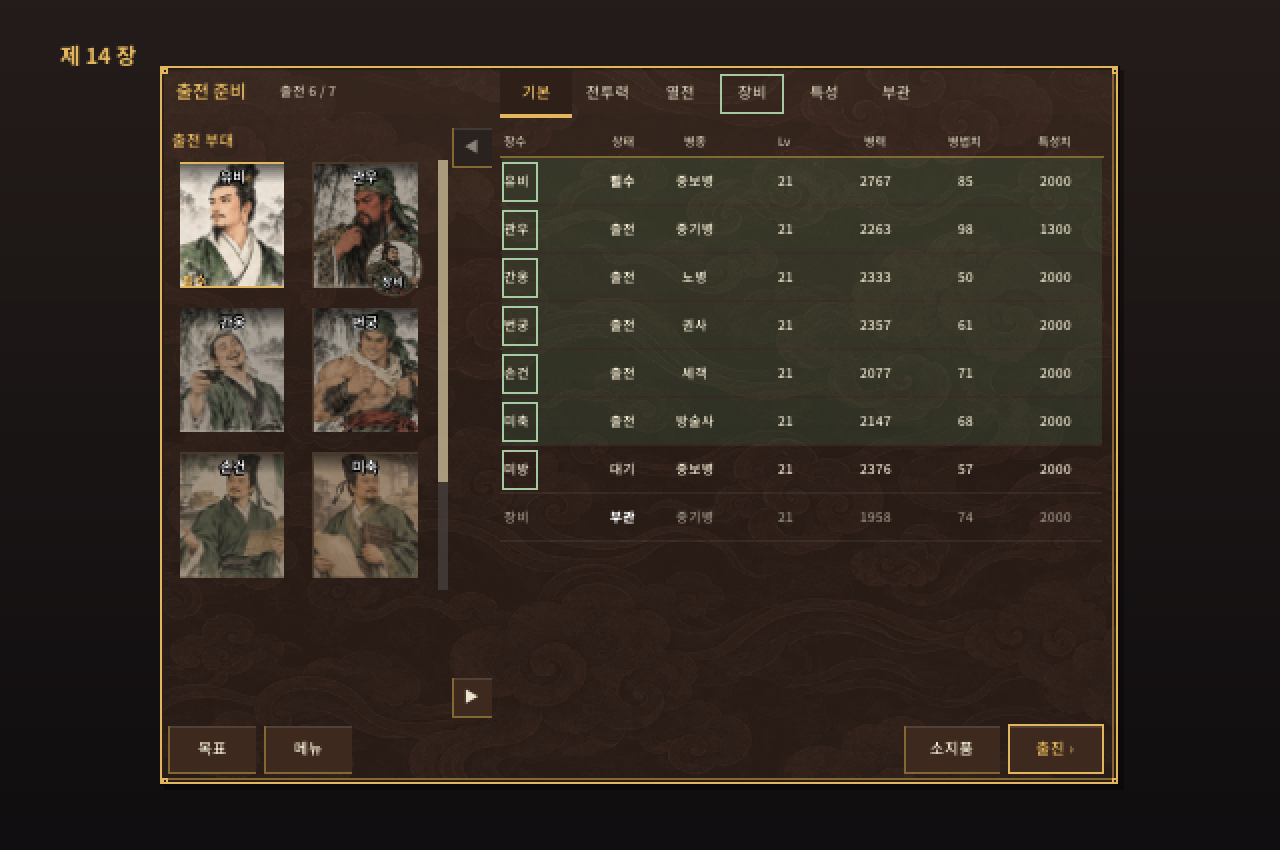 제 14 장
출전 준비 출전 6 / 7
기본 전투력 열전 장비 특성 부관
출전 부대
유비 관우
장비
간옹 번궁
손건 미축
장수 상태 병종 Lv 병력 병법치 특성치
유비 필수 중보병 21 2767 85 2000
관우 출전 중기병 21 2263 98 1300
간옹 출전 노병 21 2333 50 2000
번궁 출전 권사 21 2357 61 2000
손건 출전 세객 21 2077 71 2000
미축 출전 방술사 21 2147 68 2000
미방 대기 중보병 21 2376 57 2000
장비 부관 중기병 21 1958 74 2000
목표 메뉴 소지품 출진 ›